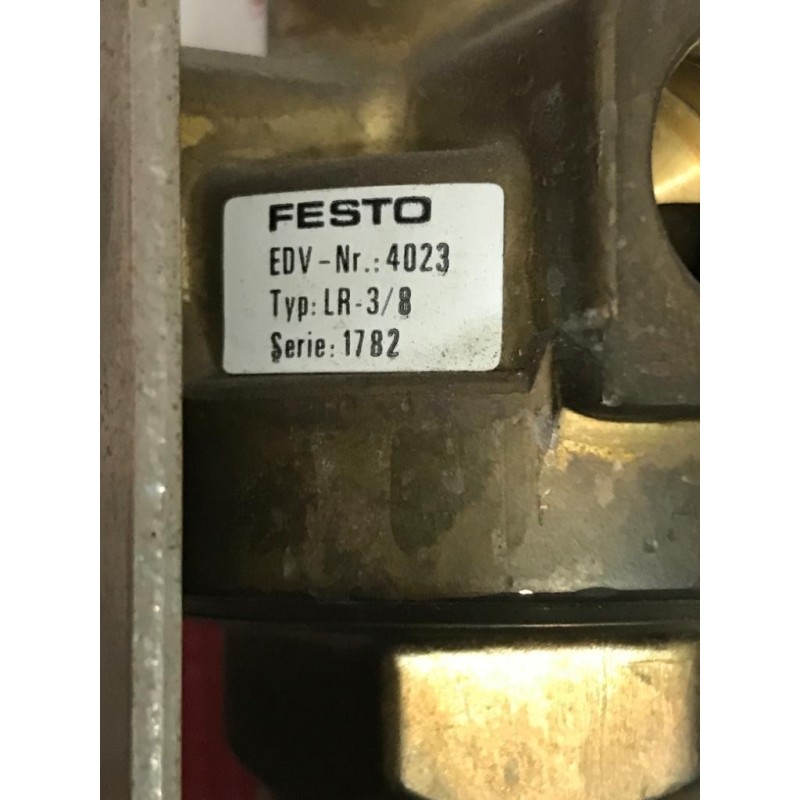 FESTO
EDV-Nr.: 4023
Typ: LR-3/8
Serie: 1782